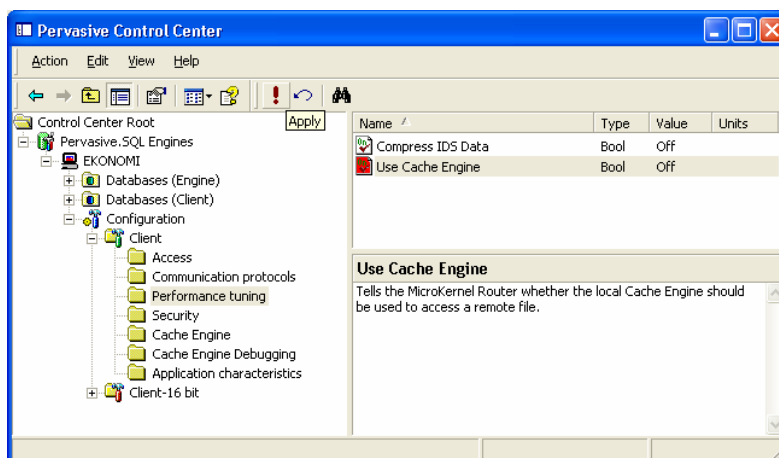 Pervasive Control Center
Action Edit View Help
Apply
Control Center Root
Pervasive.SQL Engines
EKONOMI
Databases (Engine)
Databases (Client)
Configuration
Client
Access
Communication protocols
Performance tuning
Security
Cache Engine
Cache Engine Debugging
Application characteristics
Client-16 bit
Name Type Value Units
Compress IDS Data Bool Off
Use Cache Engine Bool Off
Use Cache Engine
Tells the MicroKernel Router whether the local Cache Engine should
be used to access a remote file.